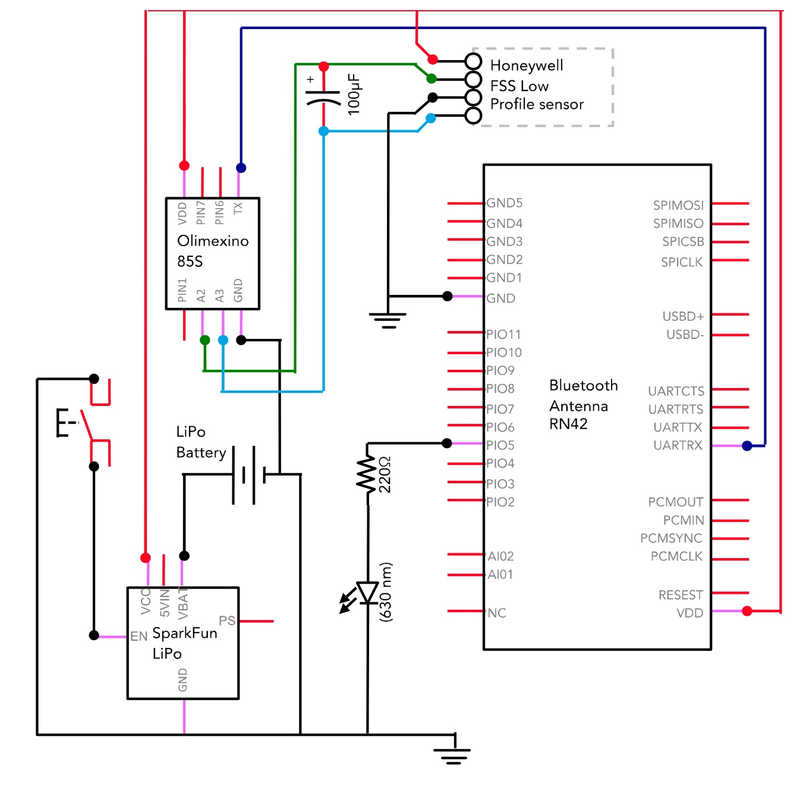 Honeywell
FSS Low
Profile sensor
+
100µF
VDD
PIN7
PIN6
TX
Olimexino
85S
PIN1
A2
A3
GND
GND5
GND4
GND3
GND2
GND1
GND
PIO11
PIO10
PIO9
PIO8
PIO7
PIO6
PIO5
PIO4
PIO3
PIO2
AI02
AI01
NC
Bluetooth
Antenna
RN42
SPIMOSI
SPIMISO
SPICSB
SPICLK
USBD+
USBD-
UARTCTS
UARTRTS
UARTTX
UARTRX
PCMOUT
PCMIN
PCMSYNC
PCMCLK
RESEST
VDD
LiPo
Battery
220Ω
(630 nm)
VCC
5VIN
VBAT
PS
EN
SparkFun
LiPo
GND